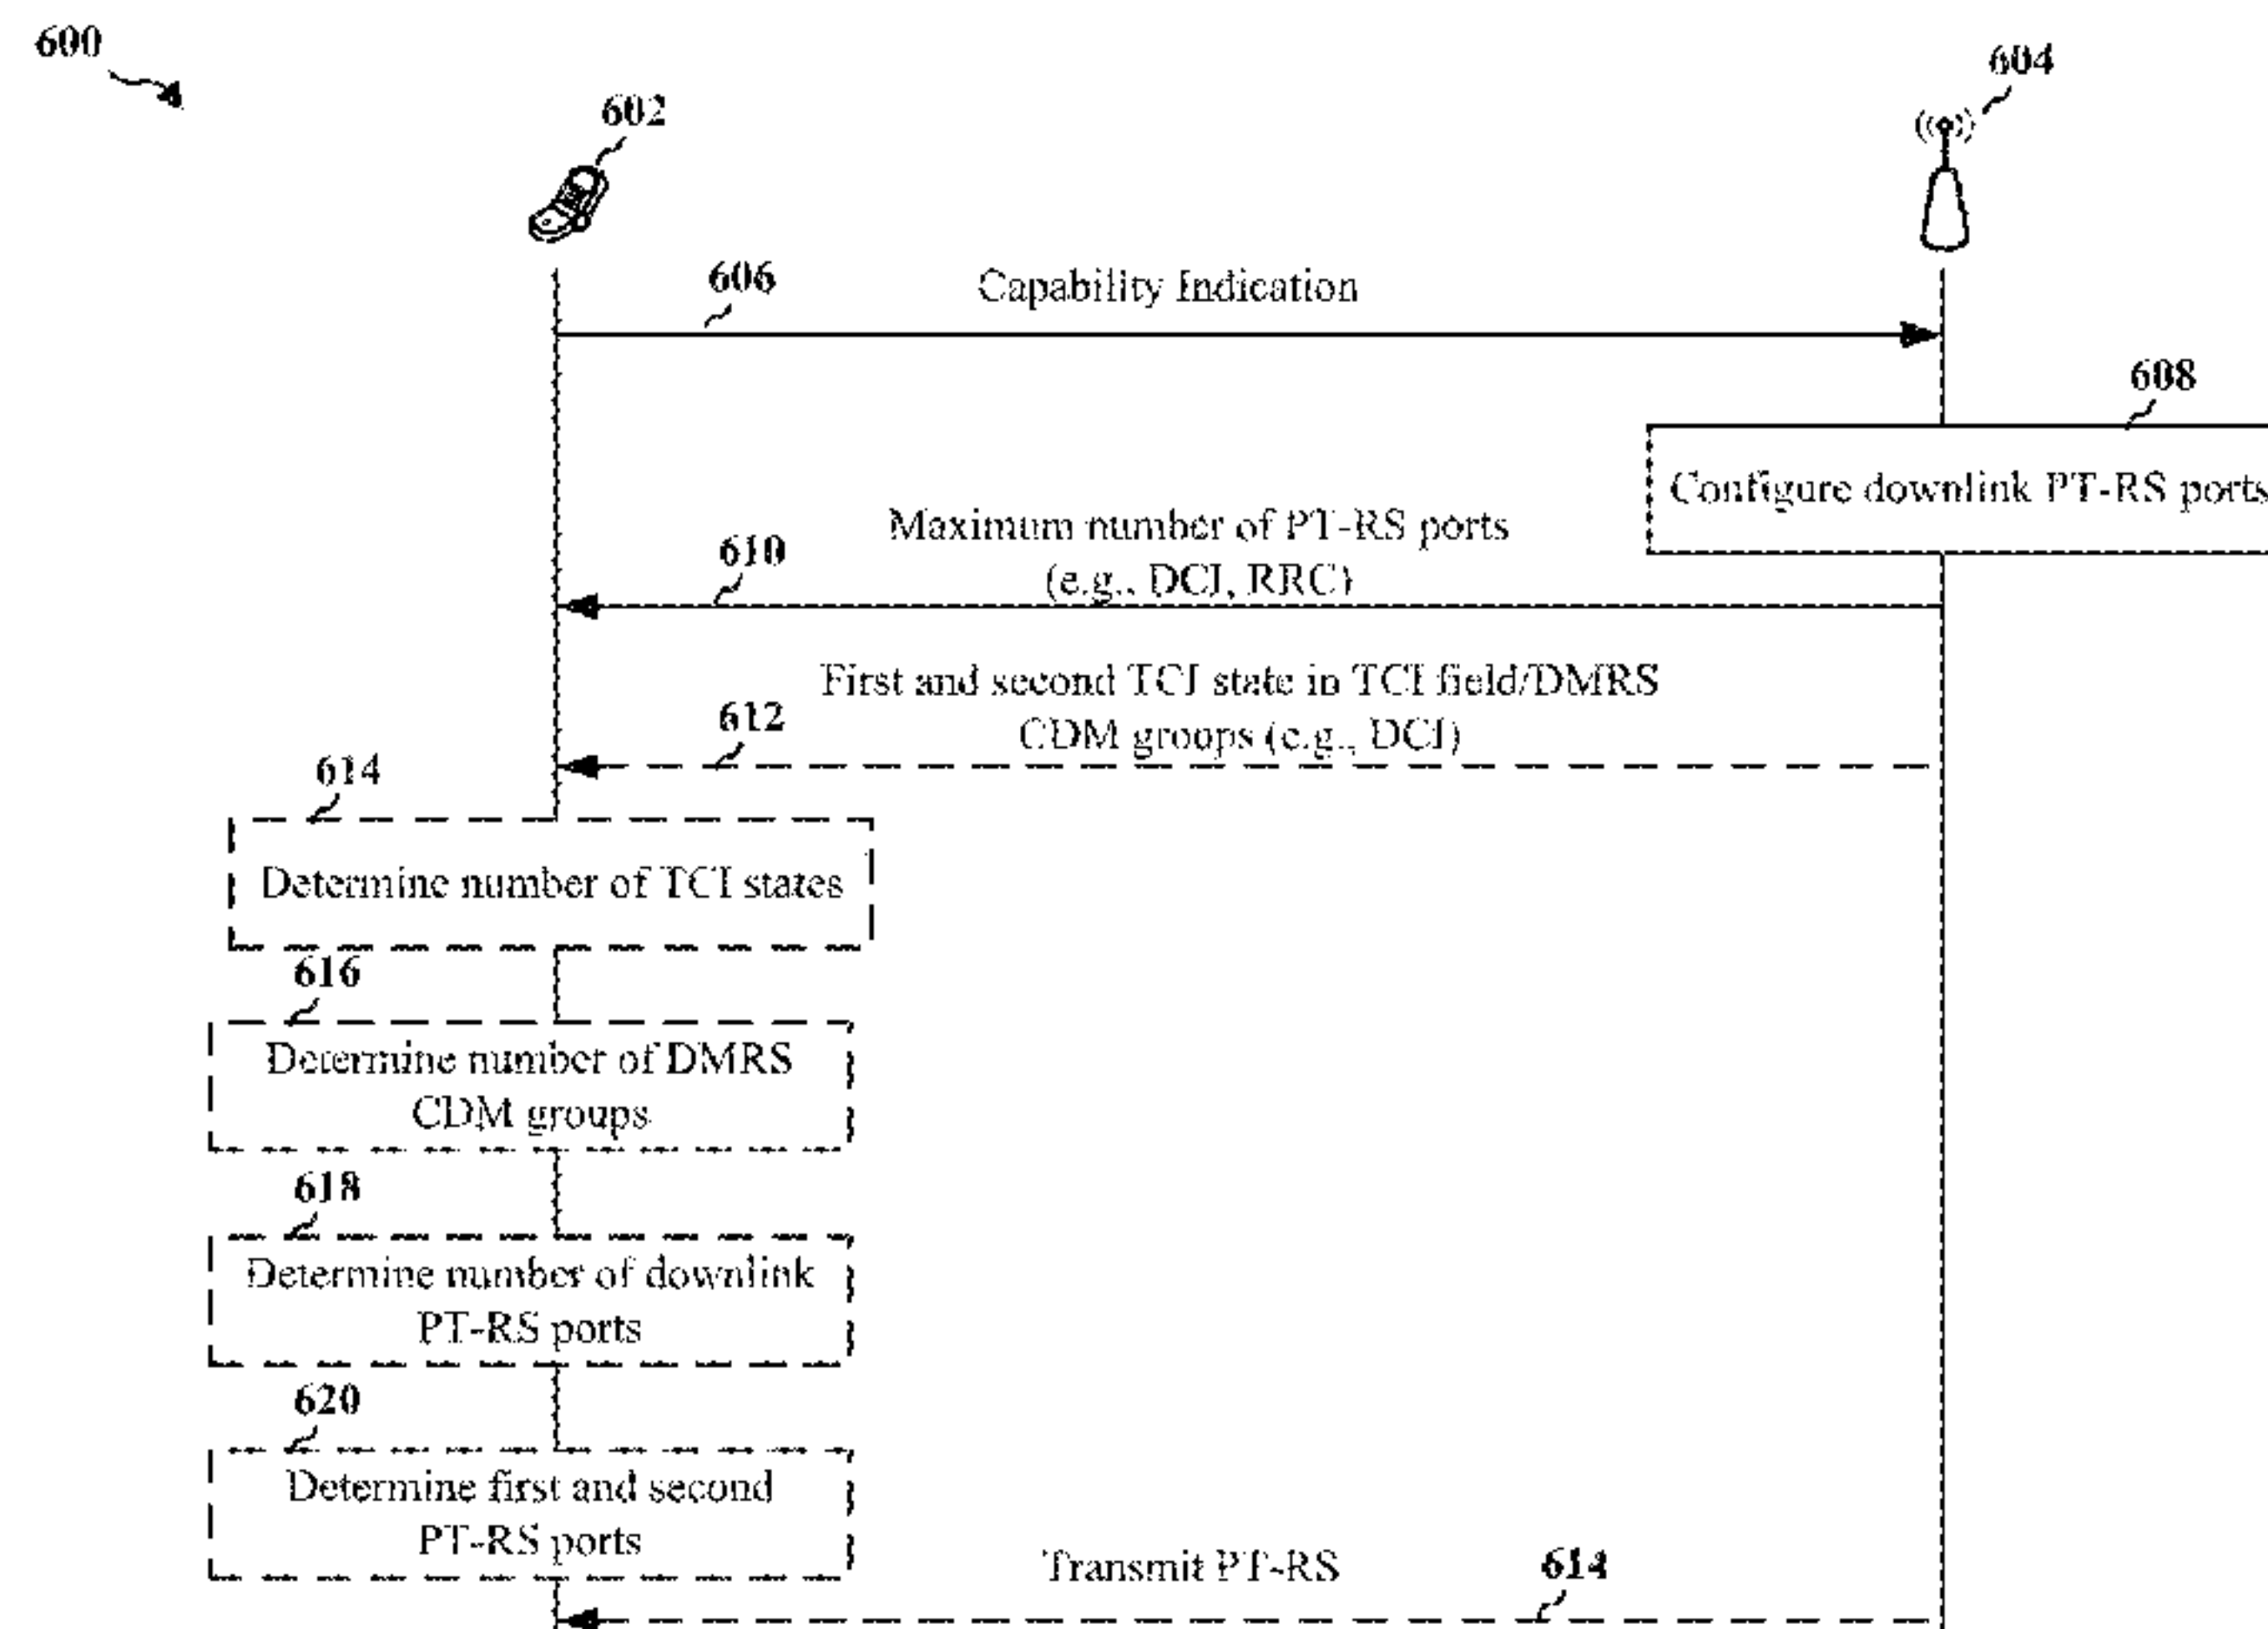 600
604
602
606
Capability Indication
608
Configure downlink PT-RS ports
Maximum number of PT-RS ports
610
(e.g., DCI, RRC)
First and second TCI state in TCI field/DMRS
612
CDM groups (e.g., DCI)
614
Determine number of TCI states
616
Determine number of DMRS
CDM groups
618
Determine number of downlink
PT-RS ports
620
Determine first and second
PT-RS ports
Transmit PT-RS
614